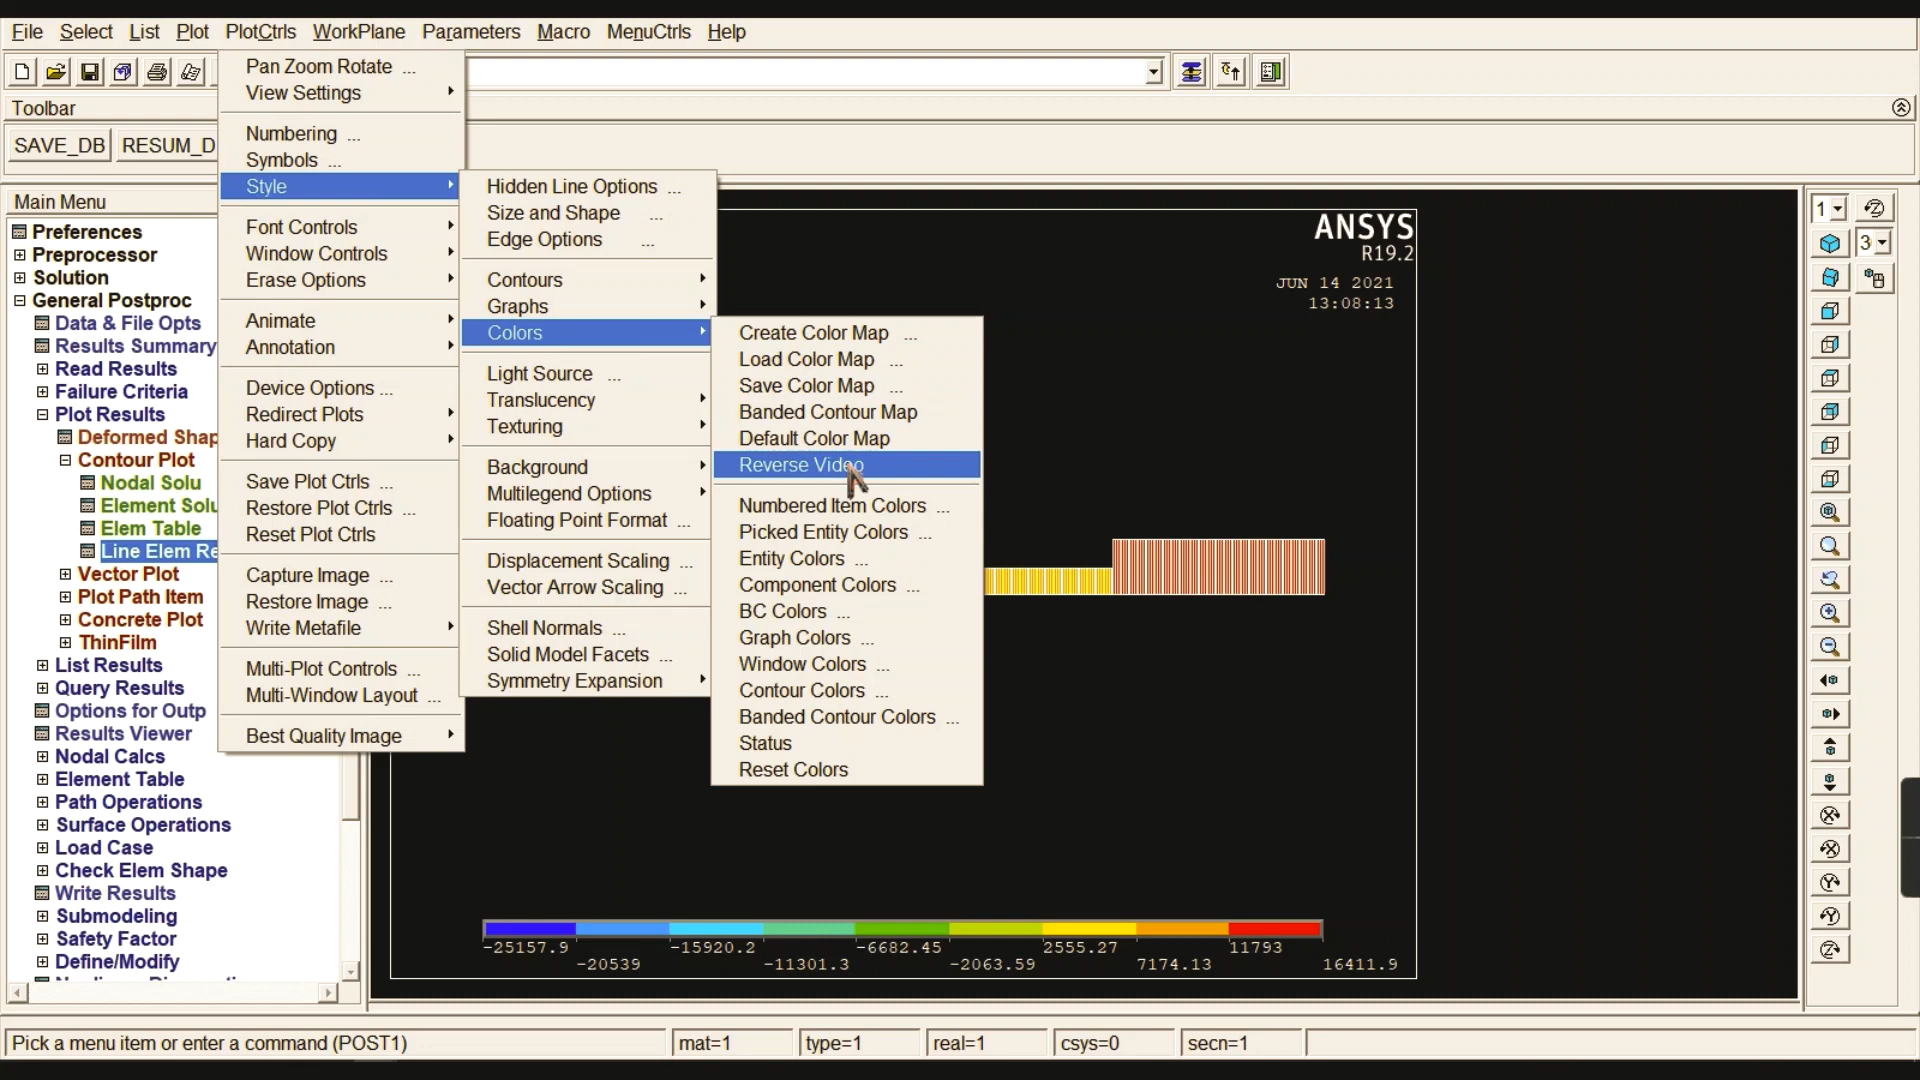 File Select List Plot PlotCtrls WorkPlane Parameters Macro MenuCtrls Help
Toolbar
SAVE_DB RESUM_D
Main Menu
Preferences
Preprocessor
Solution
General Postproc
Data & File Opts
Results Summary
Read Results
Failure Criteria
Plot Results
Deformed Shap
Contour Plot
Nodal Solu
Element Solu
Elem Table
Line Elem Re
Vector Plot
Plot Path Item
Concrete Plot
ThinFilm
List Results
Query Results
Options for Outp
Results Viewer
Nodal Calcs
Element Table
Path Operations
Surface Operations
Load Case
Check Elem Shape
Write Results
Submodeling
Safety Factor
Define/Modify
Pan Zoom Rotate ...
View Settings
Numbering ...
Symbols ...
Style
Font Controls
Window Controls
Erase Options
Animate
Annotation
Device Options ...
Redirect Plots
Hard Copy
Save Plot Ctrls ...
Restore Plot Ctrls ...
Reset Plot Ctrls
Capture Image ...
Restore Image ...
Write Metafile
Multi-Plot Controls ...
Multi-Window Layout ...
Best Quality Image
Hidden Line Options ...
Size and Shape ...
Edge Options ...
Contours
Graphs
Colors
Light Source ...
Translucency
Texturing
Background
Multilegend Options
Floating Point Format ...
Displacement Scaling ...
Vector Arrow Scaling ...
Shell Normals ...
Solid Model Facets ...
Symmetry Expansion
Create Color Map ...
Load Color Map ...
Save Color Map ...
Banded Contour Map
Default Color Map
Reverse Video
Numbered Item Colors ...
Picked Entity Colors ...
Entity Colors ...
Component Colors ...
BC Colors ...
Graph Colors ...
Window Colors ...
Contour Colors ...
Banded Contour Colors ...
Status
Reset Colors
ANSYS
R19.2
JUN 14 2021
13:08:13
-25157.9 -15920.2 -6682.45 2555.27 11793
-20539 -11301.3 -2063.59 7174.13 16411.9
1
3
Pick a menu item or enter a command (POST1) mat=1 type=1 real=1 csys=0 secn=1